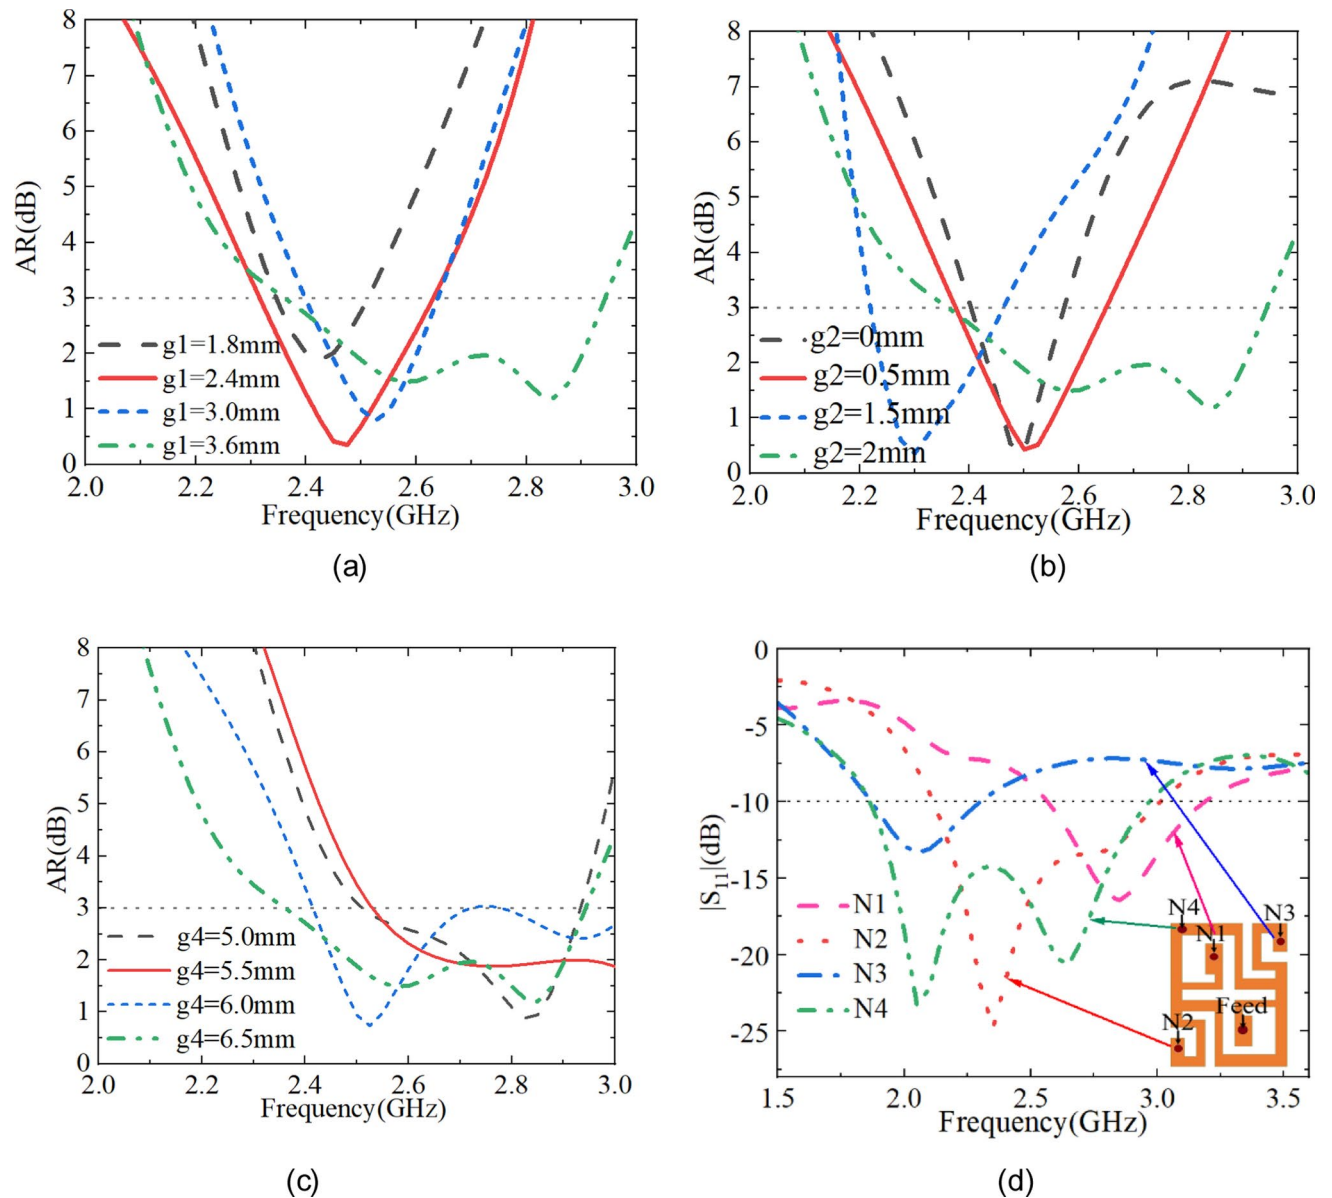 8
7
6
5
4
3
2
1
0
AR(dB)
g1=1.8mm
g1=2.4mm
g1=3.0mm
g1=3.6mm
2.0 2.2 2.4 2.6 2.8 3.0
Frequency(GHz)
(a)
8
7
6
5
4
3
2
1
0
AR(dB)
g2=0mm
g2=0.5mm
g2=1.5mm
g2=2mm
2.0 2.2 2.4 2.6 2.8 3.0
Frequency(GHz)
(b)
8
7
6
5
4
3
2
1
0
AR(dB)
g4=5.0mm
g4=5.5mm
g4=6.0mm
g4=6.5mm
2.0 2.2 2.4 2.6 2.8 3.0
Frequency(GHz)
(c)
0
-5
-10
-15
-20
-25
|S11|(dB)
N1
N2
N3
N4
N4 N1 N3
Feed
N2
1.5 2.0 2.5 3.0 3.5
Frequency(GHz)
(d)